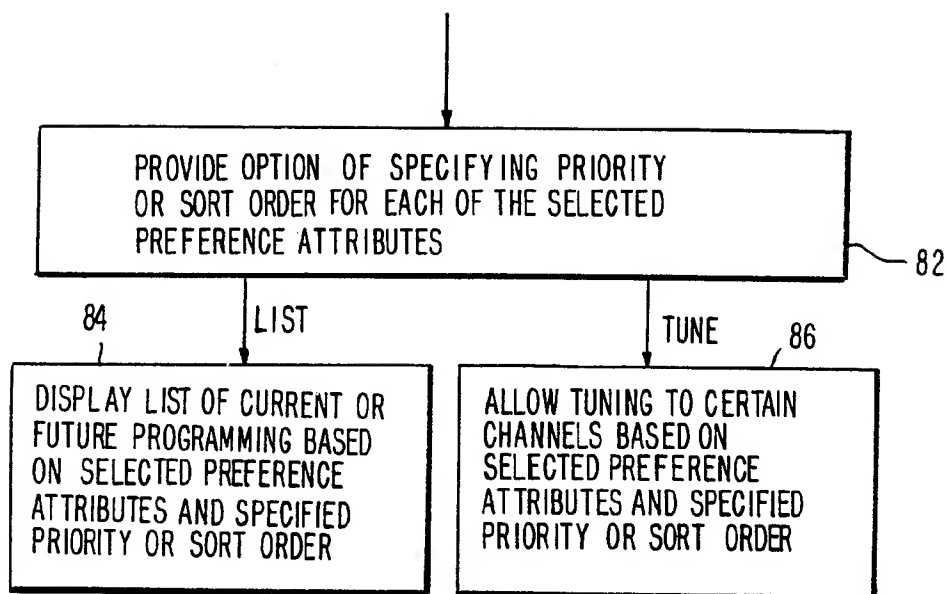 PROVIDE OPTION OF SPECIFYING PRIORITY
OR SORT ORDER FOR EACH OF THE SELECTED
PREFERENCE ATTRIBUTES
82
84
LIST
TUNE
86
DISPLAY LIST OF CURRENT OR
FUTURE PROGRAMMING BASED
ON SELECTED PREFERENCE
ATTRIBUTES AND SPECIFIED
PRIORITY OR SORT ORDER
ALLOW TUNING TO CERTAIN
CHANNELS BASED ON
SELECTED PREFERENCE
ATTRIBUTES AND SPECIFIED
PRIORITY OR SORT ORDER